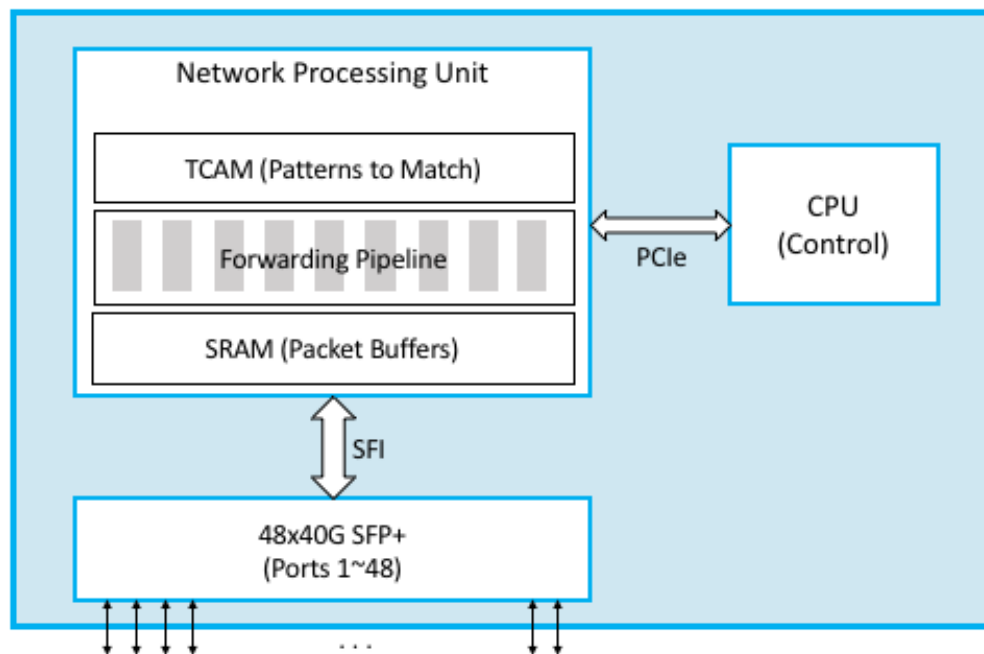 Network Processing Unit
TCAM (Patterns to Match)
Forwarding Pipeline
SRAM (Packet Buffers)
PCIe
CPU
(Control)
SFI
48x40G SFP+
(Ports 1~48)
. . .